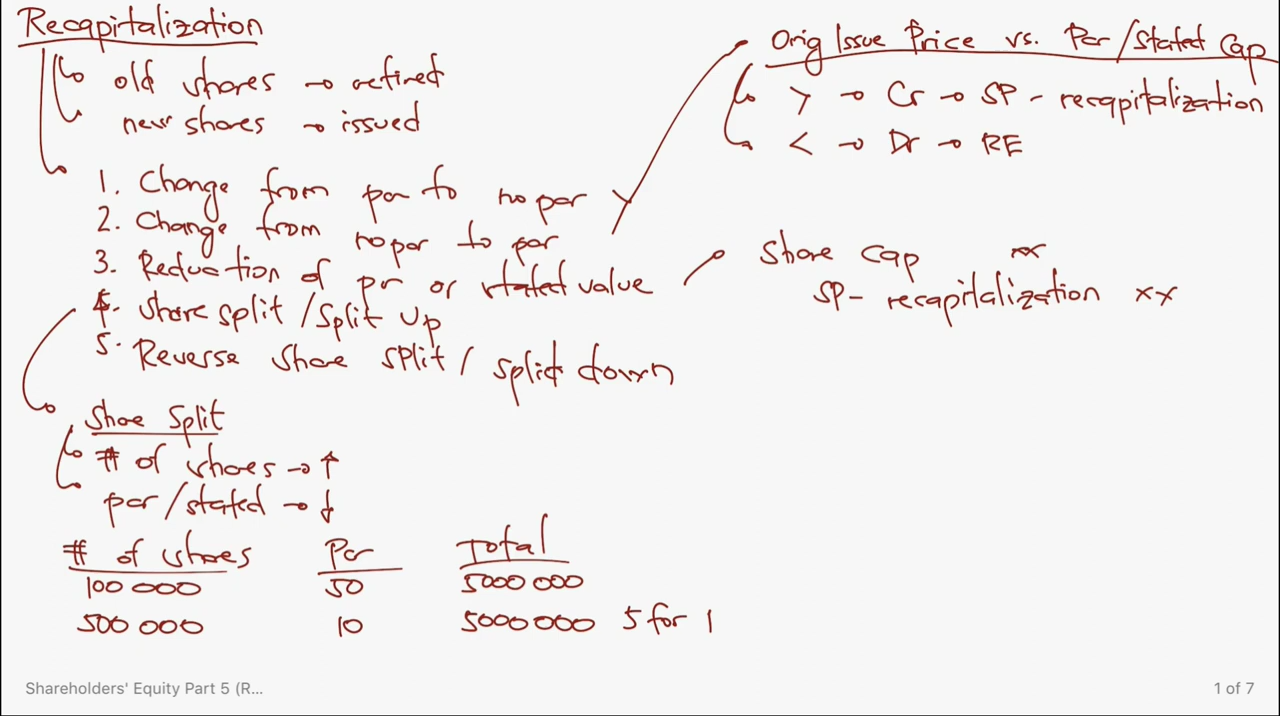 Recapitalization
old shares → retired
new shares → issued
1. Change from par to no par
2. Change from no par to par
3. Reduction of par or stated value
4. share split / split up
5. Reverse share split / split down
Orig Issue Price vs. Par/Stated Cap
> → Cr → SP - recapitalization
< → Dr → RE
Share cap xx
SP - recapitalization xx
Share Split
# of shares → ↑
par/stated → ↓
# of shares Par Total
100 000 50 5000 000
500 000 10 5000 000 5 for 1
Shareholders' Equity Part 5 (R...
1 of 7